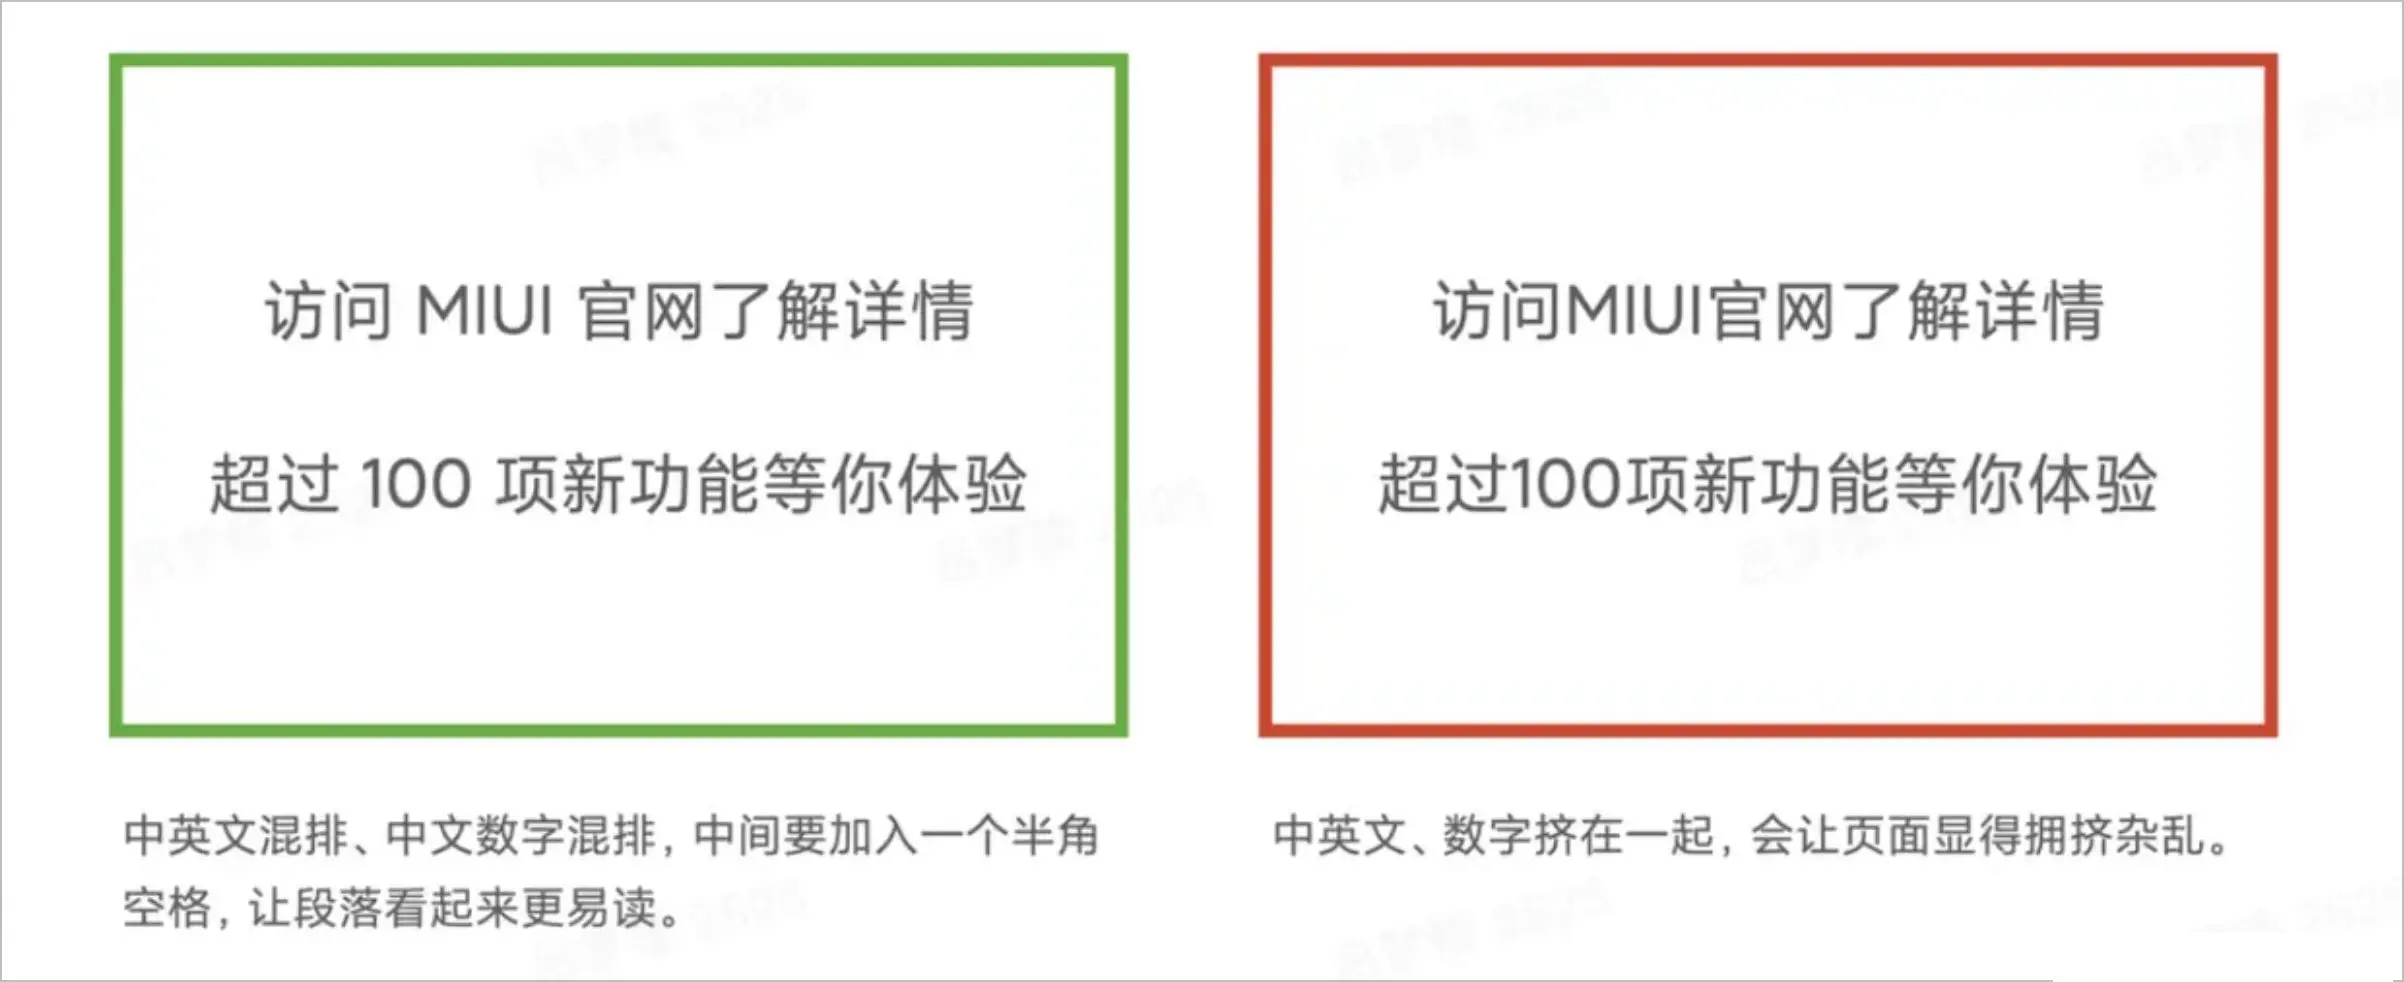 访问 MIUI 官网了解详情
超过 100 项新功能等你体验
中英文混排、中文数字混排，中间要加入一个半角
空格，让段落看起来更易读。
访问MIUI官网了解详情
超过100项新功能等你体验
中英文、数字挤在一起，会让页面显得拥挤杂乱。